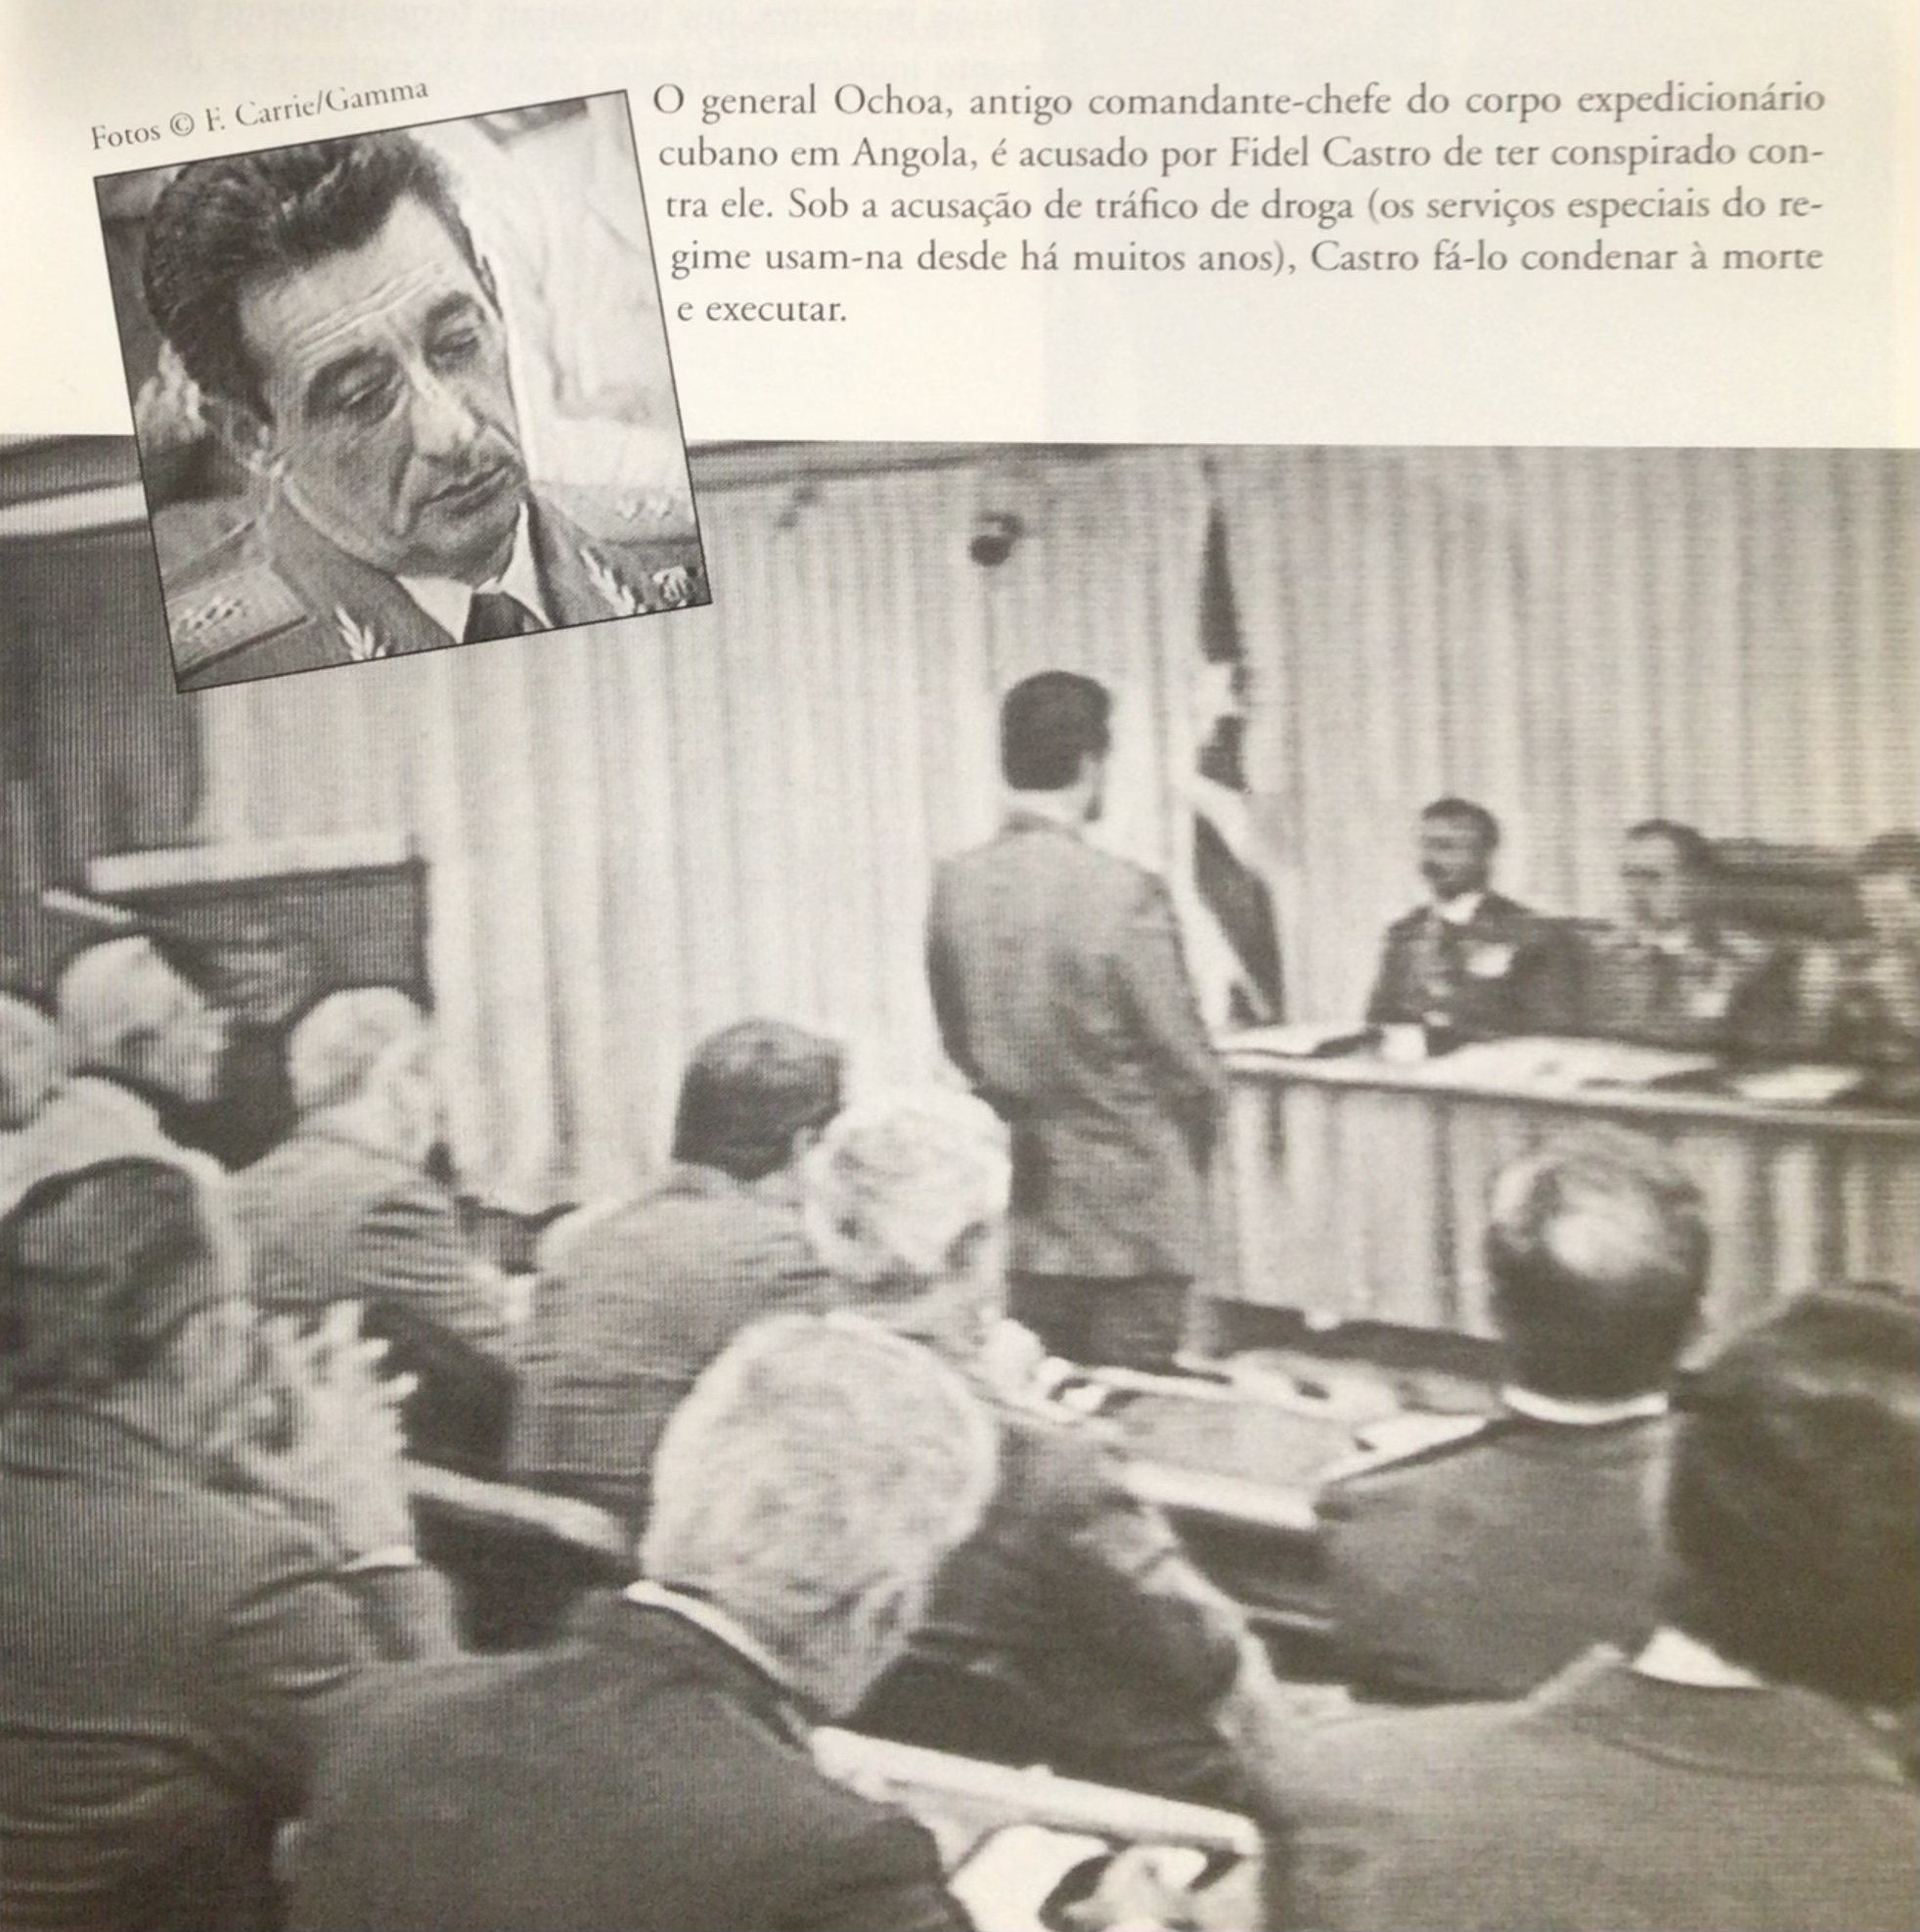 Fotos © F. Carrie/Gamma
O general Ochoa, antigo comandante-chefe do corpo expedicionário
cubano em Angola, é acusado por Fidel Castro de ter conspirado con-
tra ele. Sob a acusação de tráfico de droga (os serviços especiais do re-
gime usam-na desde há muitos anos), Castro fá-lo condenar à morte
e executar.